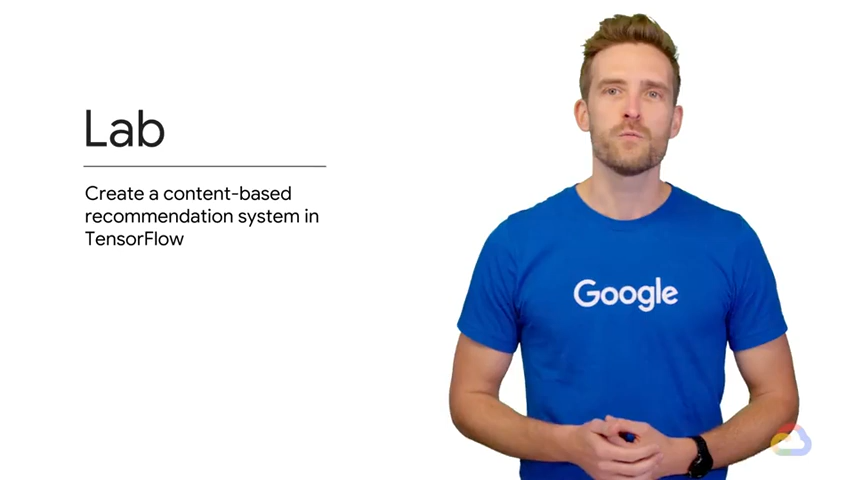 Lab
Create a content-based
recommendation system in
TensorFlow
Google